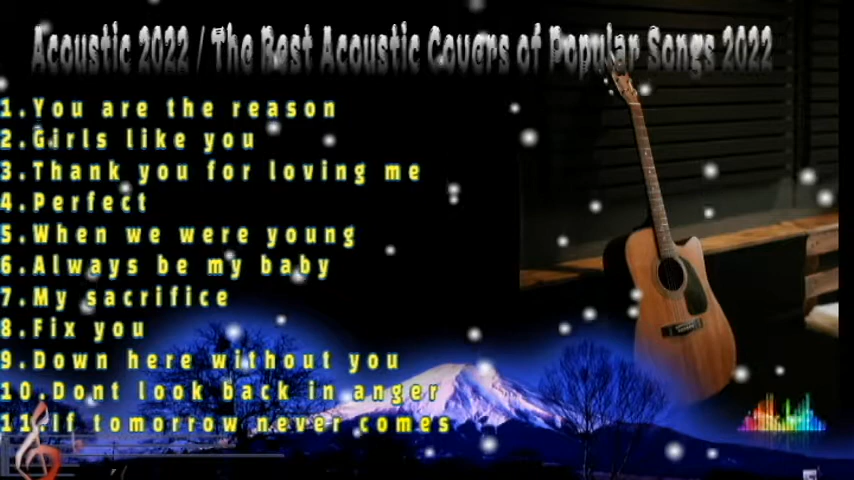 Acoustic 2022 / The Best Acoustic Covers of Popular Songs 2022
1.You are the reason
2.Girls like you
3.Thank you for loving me
4.Perfect
5.When we were young
6.Always be my baby
7.My sacrifice
8.Fix you
9.Down here without you
10.Dont look back in anger
11.If tomorrow never comes